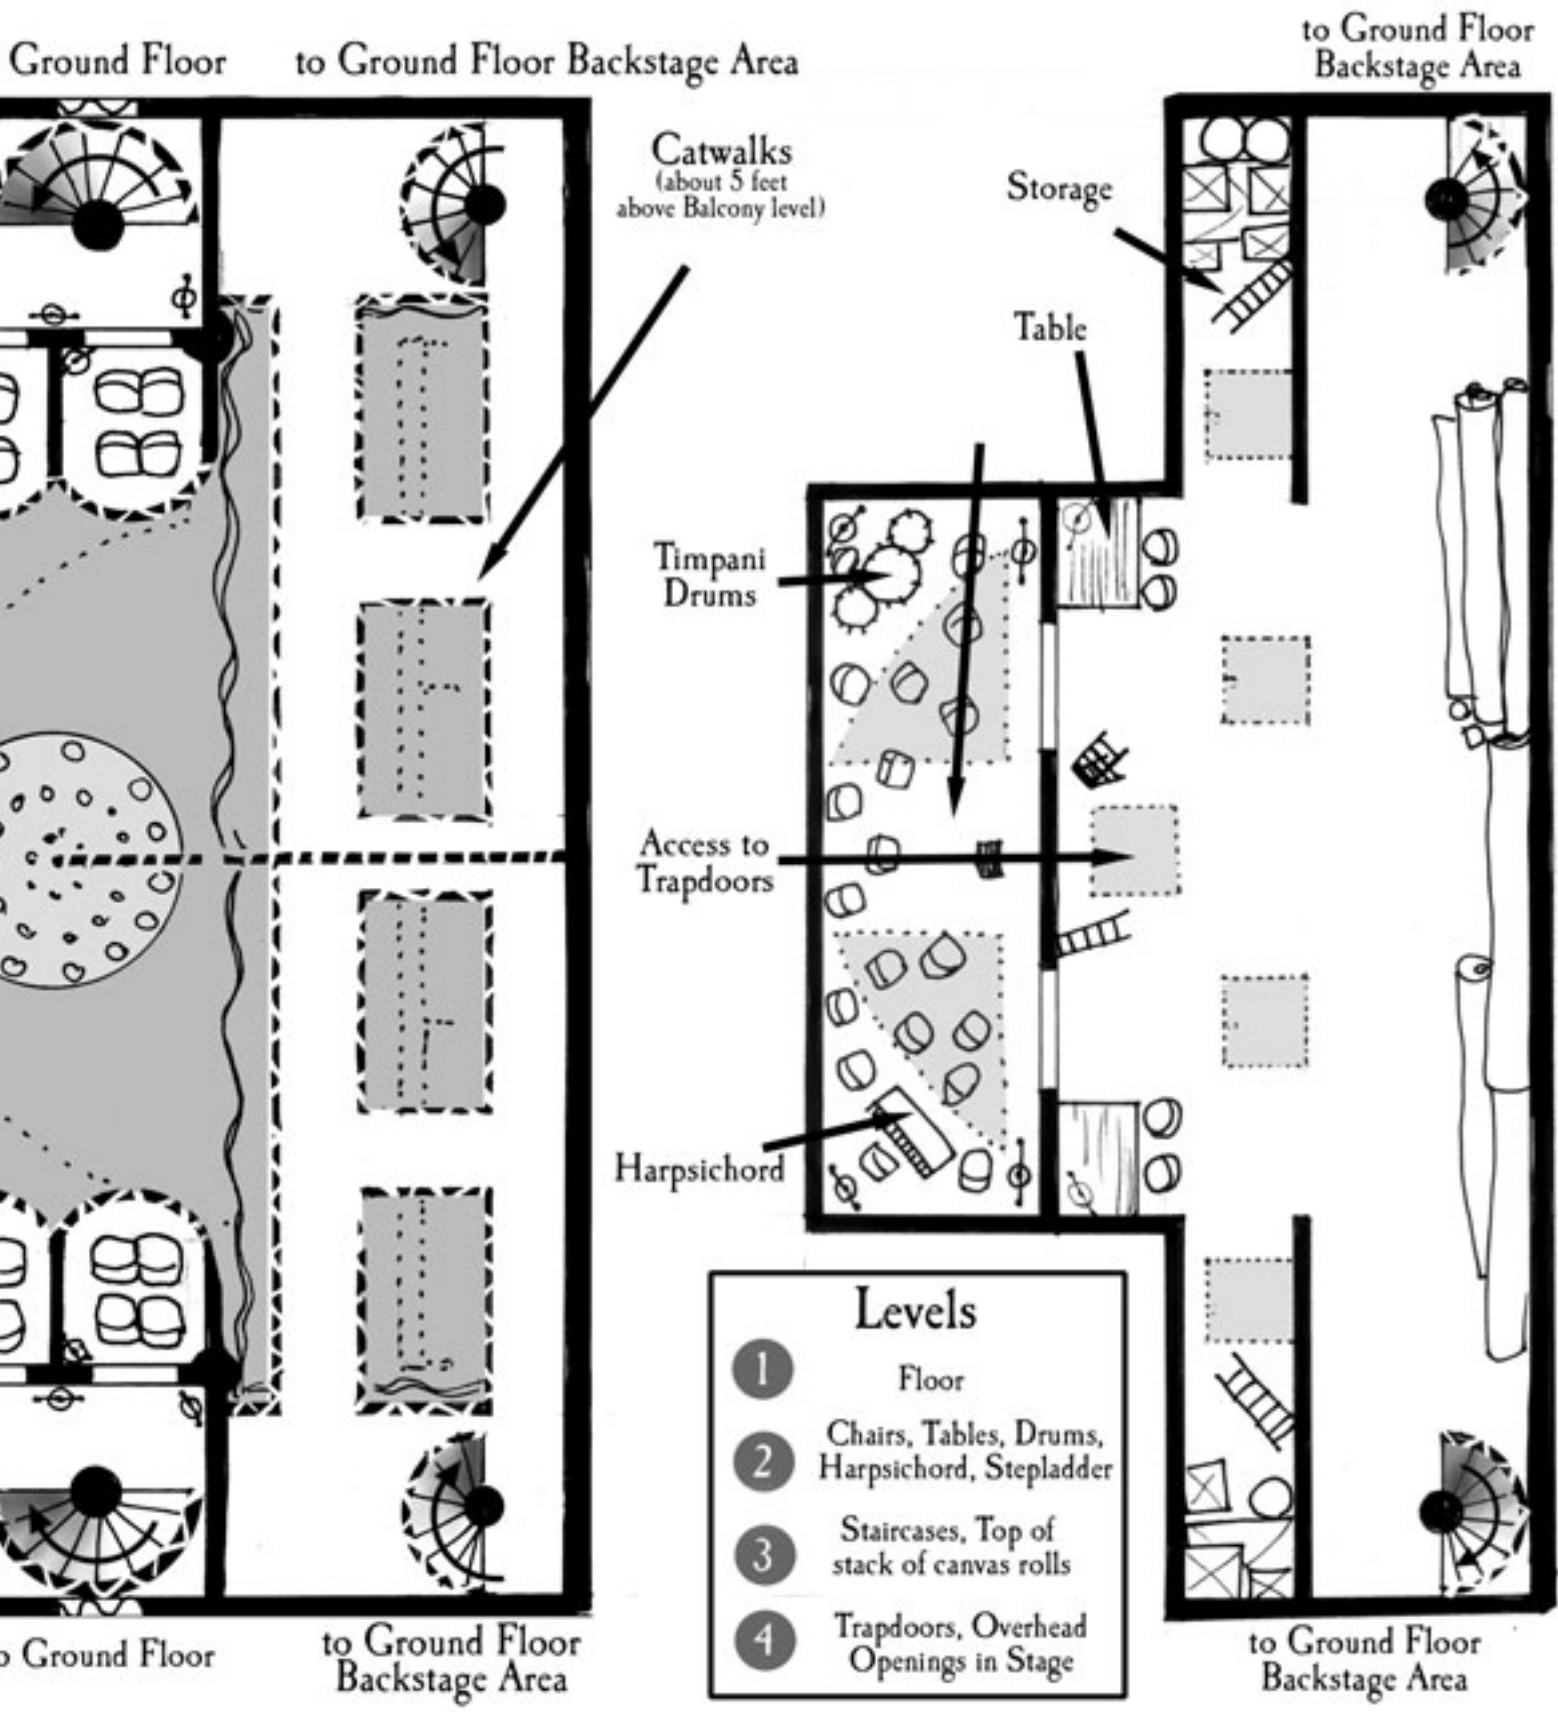 Ground Floor
to Ground Floor Backstage Area
to Ground Floor
Backstage Area
Catwalks
(about 5 feet
above Balcony level)
Storage
Table
Timpani
Drums
Access to
Trapdoors
Harpsichord
Levels
1
Floor
2
Chairs, Tables, Drums,
Harpsichord, Stepladder
3
Staircases, Top of
stack of canvas rolls
4
Trapdoors, Overhead
Openings in Stage
o Ground Floor
to Ground Floor
Backstage Area
to Ground Floor
Backstage Area